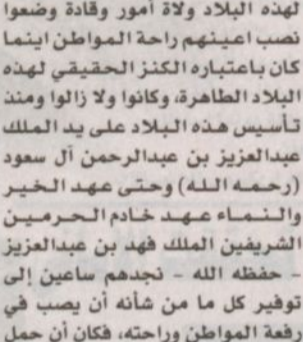 لهذه البلاد ولاة أمور وقادة وضعوا
نصب اعينهم راحة المواطن اينما
كان باعتباره الكنز الحقيقي لهذه
البلاد الطاهرة، وكانوا ولا زالوا ومنذ
تأسيس هذه البلاد على يد الملك
عبدالعزيز بن عبدالرحمن آل سعود
(رحمه الله) وحتى عهد الخير
والنماء عهد خادم الحرمين
الشريفين الملك فهد بن عبدالعزيز
- حفظه الله - نجدهم ساعين إلى
توفير كل ما من شأنه أن يصب في
رفعة المواطن وراحته، فكان أن حمل